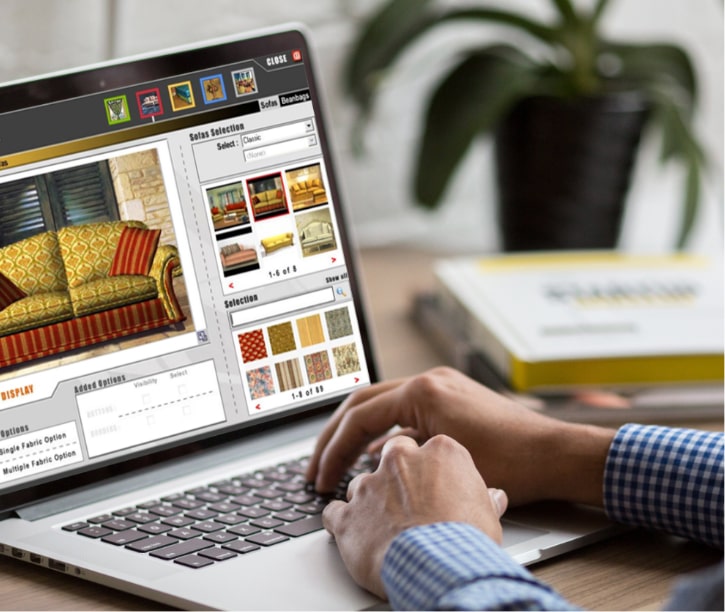 CLOSE
Sofas Beanbags
Sofas Selection
Select : Classic
(None)
1-6 of 8
Show all
Selection
1-8 of 89
DISPLAY
Added Options
Visibility Select
Options
Single Fabric Option
Multiple Fabric Option